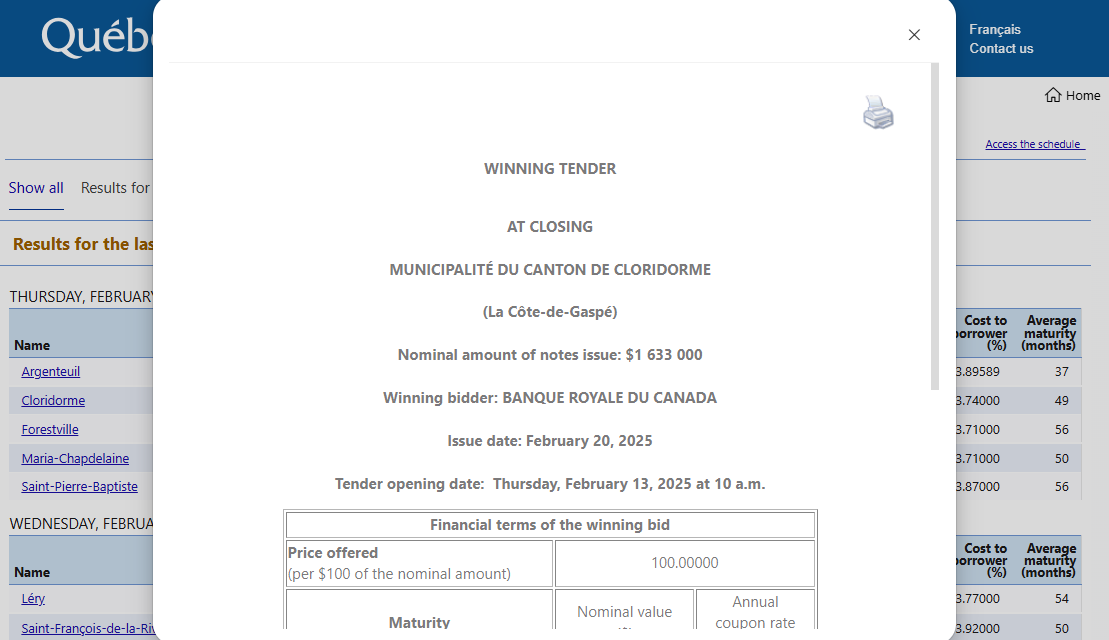 Québ
Français
Contact us
Home
Access the schedule
Show all Results for
Results for the las
THURSDAY, FEBRUARY
Name
Cost to
borrower
(%)
Average
maturity
(months)
Argenteuil 3.89589 37
Cloridorme 3.74000 49
Forestville 3.71000 56
Maria-Chapdelaine 3.71000 50
Saint-Pierre-Baptiste 3.87000 56
WEDNESDAY, FEBRUA
Name
Cost to
borrower
(%)
Average
maturity
(months)
Léry 3.77000 54
Saint-François-de-la-Riv 3.92000 50
WINNING TENDER
AT CLOSING
MUNICIPALITÉ DU CANTON DE CLORIDORME
(La Côte-de-Gaspé)
Nominal amount of notes issue: $1 633 000
Winning bidder: BANQUE ROYALE DU CANADA
Issue date: February 20, 2025
Tender opening date: Thursday, February 13, 2025 at 10 a.m.
Financial terms of the winning bid
Price offered
(per $100 of the nominal amount)
100.00000
Maturity
Nominal value
Annual
coupon rate